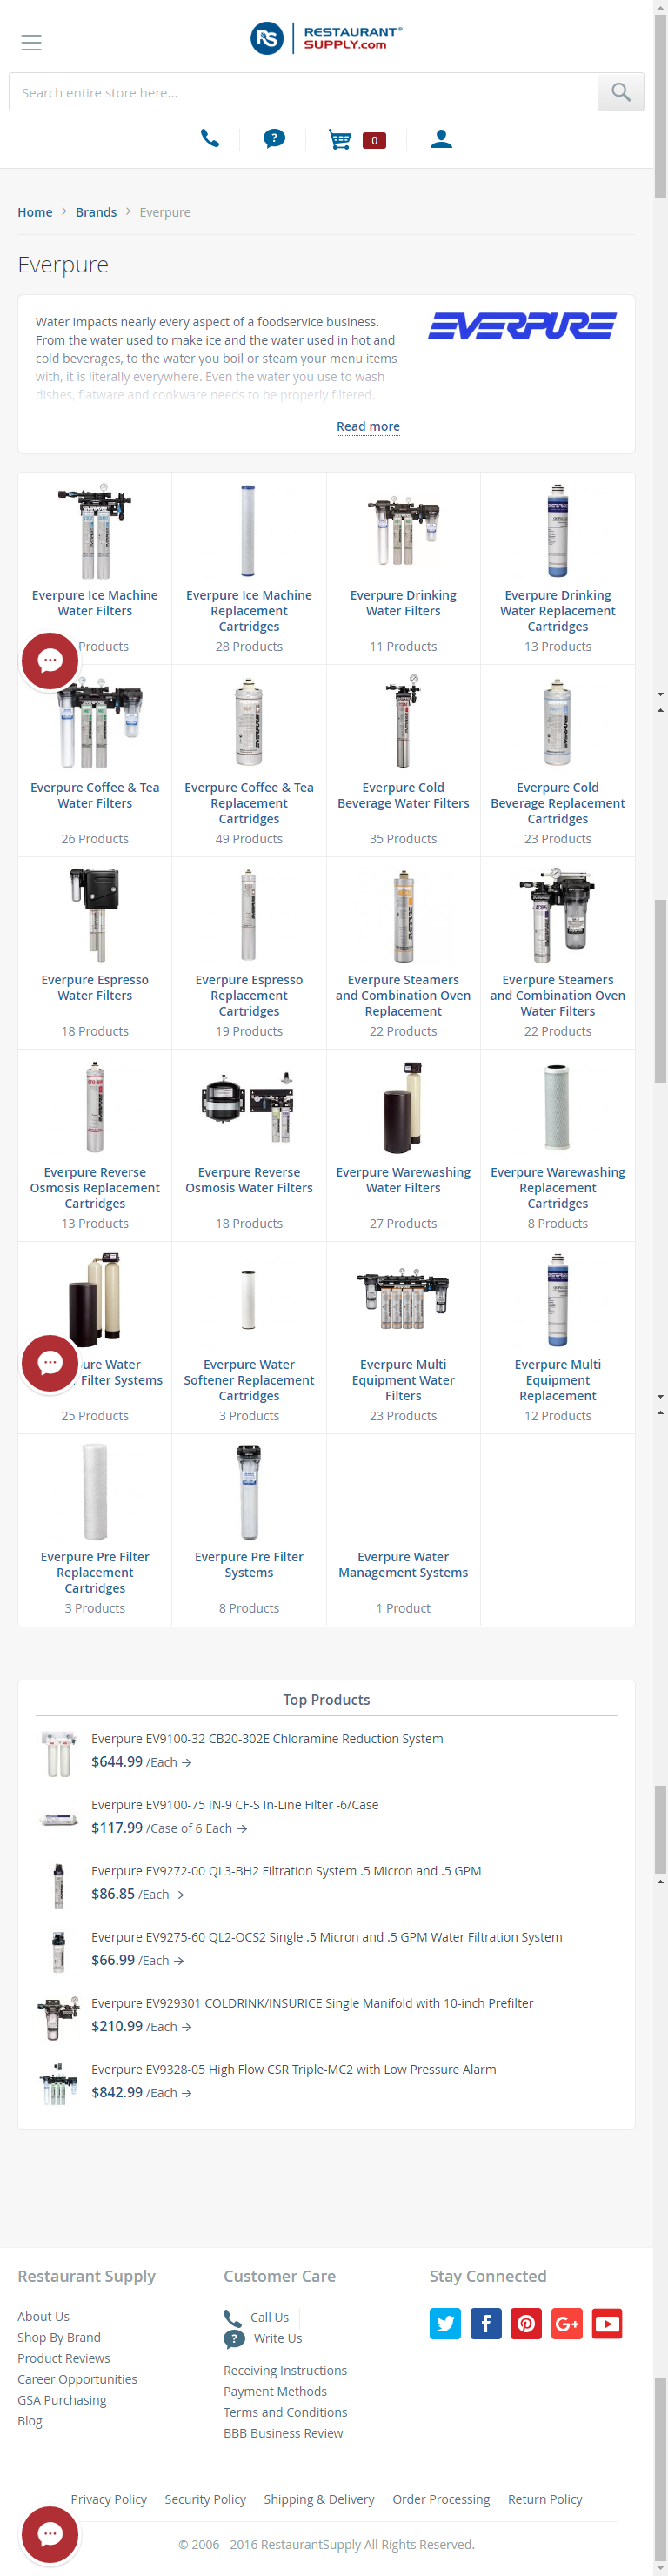 RS RESTAURANT
SUPPLY.com
Search entire store here...
? 0
Home > Brands > Everpure
Everpure
Water impacts nearly every aspect of a foodservice business.
From the water used to make ice and the water used in hot and
cold beverages, to the water you boil or steam your menu items
with, it is literally everywhere. Even the water you use to wash
dishes, flatware and cookware needs to be properly filtered.
EVERPURE
Read more
Everpure Ice Machine
Water Filters
Products
Everpure Ice Machine
Replacement
Cartridges
28 Products
Everpure Drinking
Water Filters
11 Products
Everpure Drinking
Water Replacement
Cartridges
13 Products
Everpure Coffee & Tea
Water Filters
26 Products
Everpure Coffee & Tea
Replacement
Cartridges
49 Products
Everpure Cold
Beverage Water Filters
35 Products
Everpure Cold
Beverage Replacement
Cartridges
23 Products
Everpure Espresso
Water Filters
18 Products
Everpure Espresso
Replacement
Cartridges
19 Products
Everpure Steamers
and Combination Oven
Replacement
22 Products
Everpure Steamers
and Combination Oven
Water Filters
22 Products
Everpure Reverse
Osmosis Replacement
Cartridges
13 Products
Everpure Reverse
Osmosis Water Filters
18 Products
Everpure Warewashing
Water Filters
27 Products
Everpure Warewashing
Replacement
Cartridges
8 Products
ure Water
Filter Systems
25 Products
Everpure Water
Softener Replacement
Cartridges
3 Products
Everpure Multi
Equipment Water
Filters
23 Products
Everpure Multi
Equipment
Replacement
12 Products
Everpure Pre Filter
Replacement
Cartridges
3 Products
Everpure Pre Filter
Systems
8 Products
Everpure Water
Management Systems
1 Product
Top Products
Everpure EV9100-32 CB20-302E Chloramine Reduction System
$644.99 /Each →
Everpure EV9100-75 IN-9 CF-S In-Line Filter -6/Case
$117.99 /Case of 6 Each →
Everpure EV9272-00 QL3-BH2 Filtration System .5 Micron and .5 GPM
$86.85 /Each →
Everpure EV9275-60 QL2-OCS2 Single .5 Micron and .5 GPM Water Filtration System
$66.99 /Each →
Everpure EV929301 COLDRINK/INSURICE Single Manifold with 10-inch Prefilter
$210.99 /Each →
Everpure EV9328-05 High Flow CSR Triple-MC2 with Low Pressure Alarm
$842.99 /Each →
Restaurant Supply
About Us
Shop By Brand
Product Reviews
Career Opportunities
GSA Purchasing
Blog
Customer Care
Call Us
? Write Us
Receiving Instructions
Payment Methods
Terms and Conditions
BBB Business Review
Stay Connected
f G+
Privacy Policy Security Policy Shipping & Delivery Order Processing Return Policy
© 2006 - 2016 RestaurantSupply All Rights Reserved.